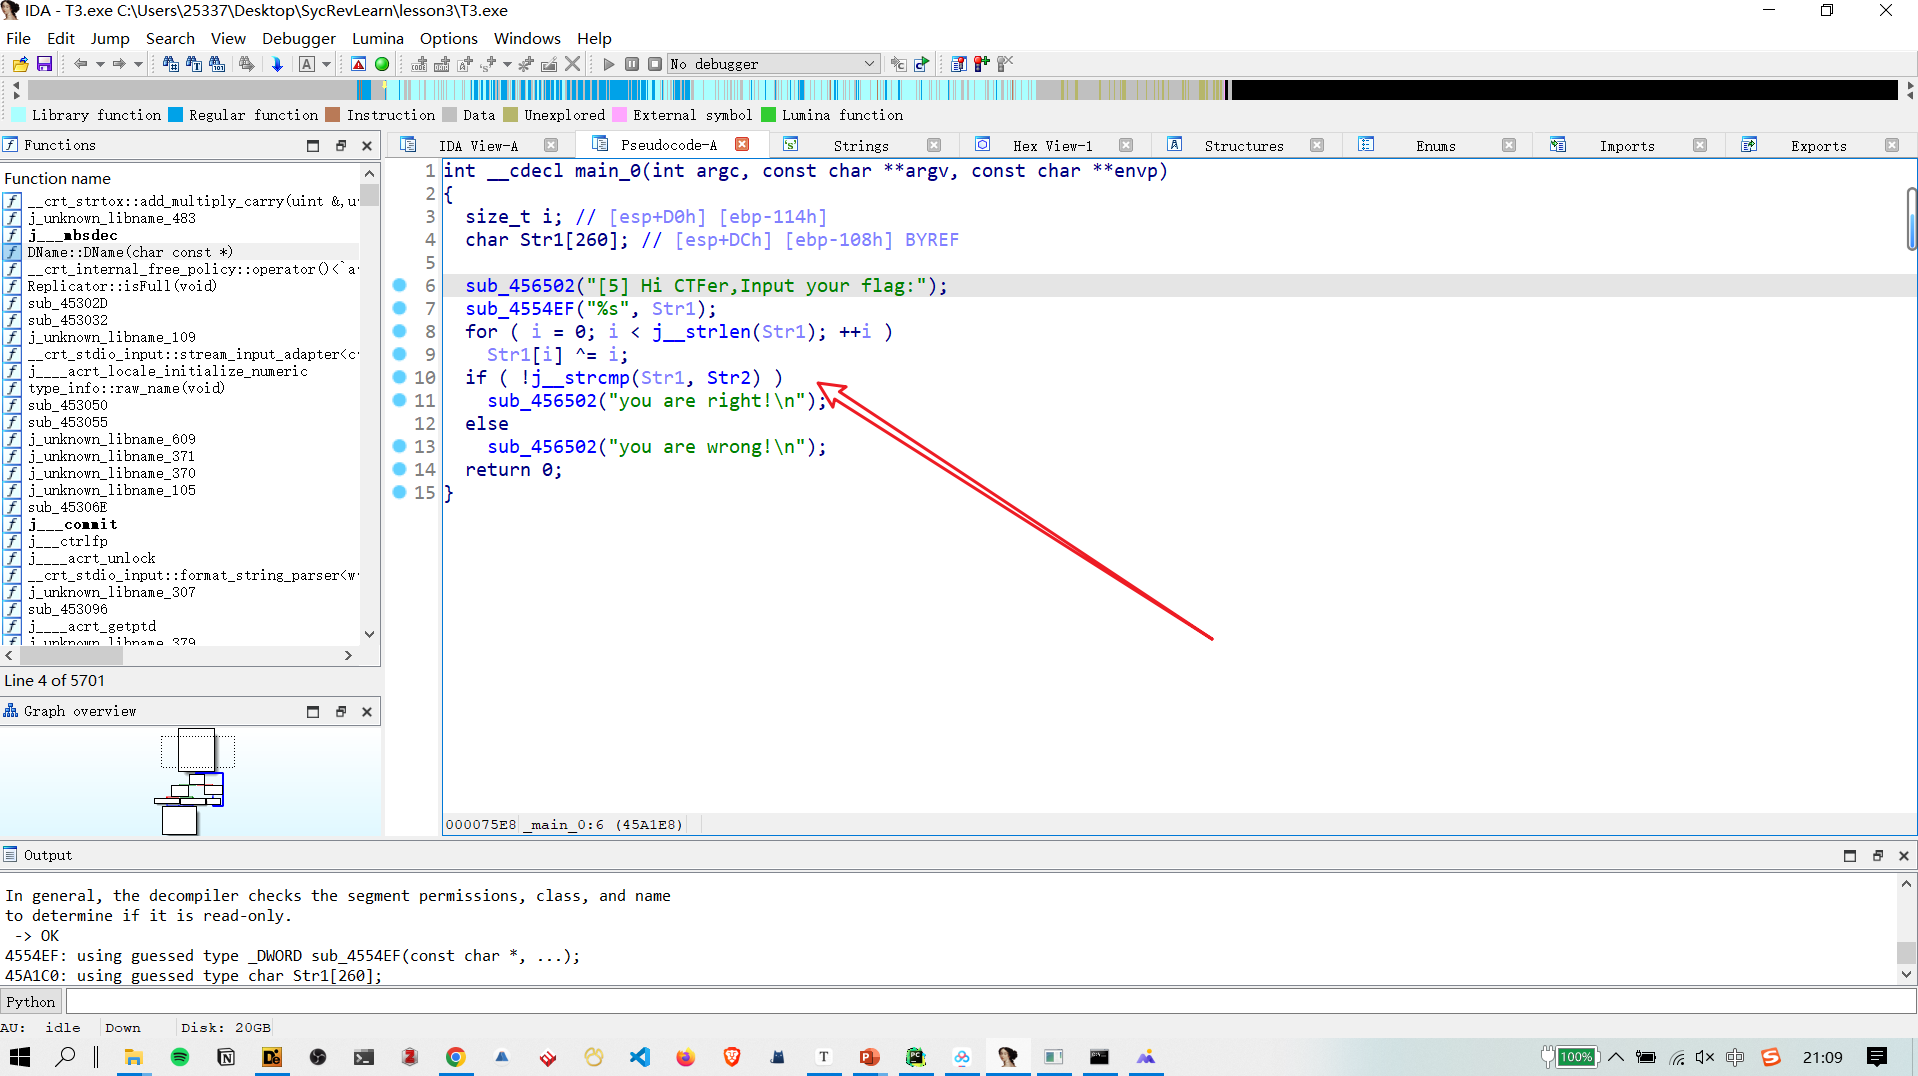 IDA - T3.exe C:\Users\25337\Desktop\SycRevLearn\lesson3\T3.exe
File Edit Jump Search View Debugger Lumina Options Windows Help
No debugger
Library function Regular function Instruction Data Unexplored External symbol Lumina function
Functions
Function name
__crt_strtox::add_multiply_carry(uint &,u
j_unknown_libname_483
j___mbsdec
DName::DName(char const *)
__crt_internal_free_policy::operator()<`a
Replicator::isFull(void)
sub_45302D
sub_453032
j_unknown_libname_109
__crt_stdio_input::stream_input_adapter<c
j____acrt_locale_initialize_numeric
type_info::raw_name(void)
sub_453050
sub_453055
j_unknown_libname_609
j_unknown_libname_371
j_unknown_libname_370
j_unknown_libname_105
sub_45306E
j___commit
j___ctrlfp
j____acrt_unlock
__crt_stdio_input::format_string_parser<w
j_unknown_libname_307
sub_453096
j____acrt_getptd
j_unknown_libname_379
Line 4 of 5701
Graph overview
IDA View-A Pseudocode-A Strings Hex View-1 Structures Enums Imports Exports
1 int __cdecl main_0(int argc, const char **argv, const char **envp)
2 {
3 size_t i; // [esp+D0h] [ebp-114h]
4 char Str1[260]; // [esp+DCh] [ebp-108h] BYREF
5
6 sub_456502("[5] Hi CTFer,Input your flag:");
7 sub_4554EF("%s", Str1);
8 for ( i = 0; i < j__strlen(Str1); ++i )
9 Str1[i] ^= i;
10 if ( !j__strcmp(Str1, Str2) )
11 sub_456502("you are right!\n");
12 else
13 sub_456502("you are wrong!\n");
14 return 0;
15 }
000075E8 _main_0:6 (45A1E8)
Output
In general, the decompiler checks the segment permissions, class, and name
to determine if it is read-only.
-> OK
4554EF: using guessed type _DWORD sub_4554EF(const char *, ...);
45A1C0: using guessed type char Str1[260];
Python
AU: idle Down Disk: 20GB
100% 中 21:09